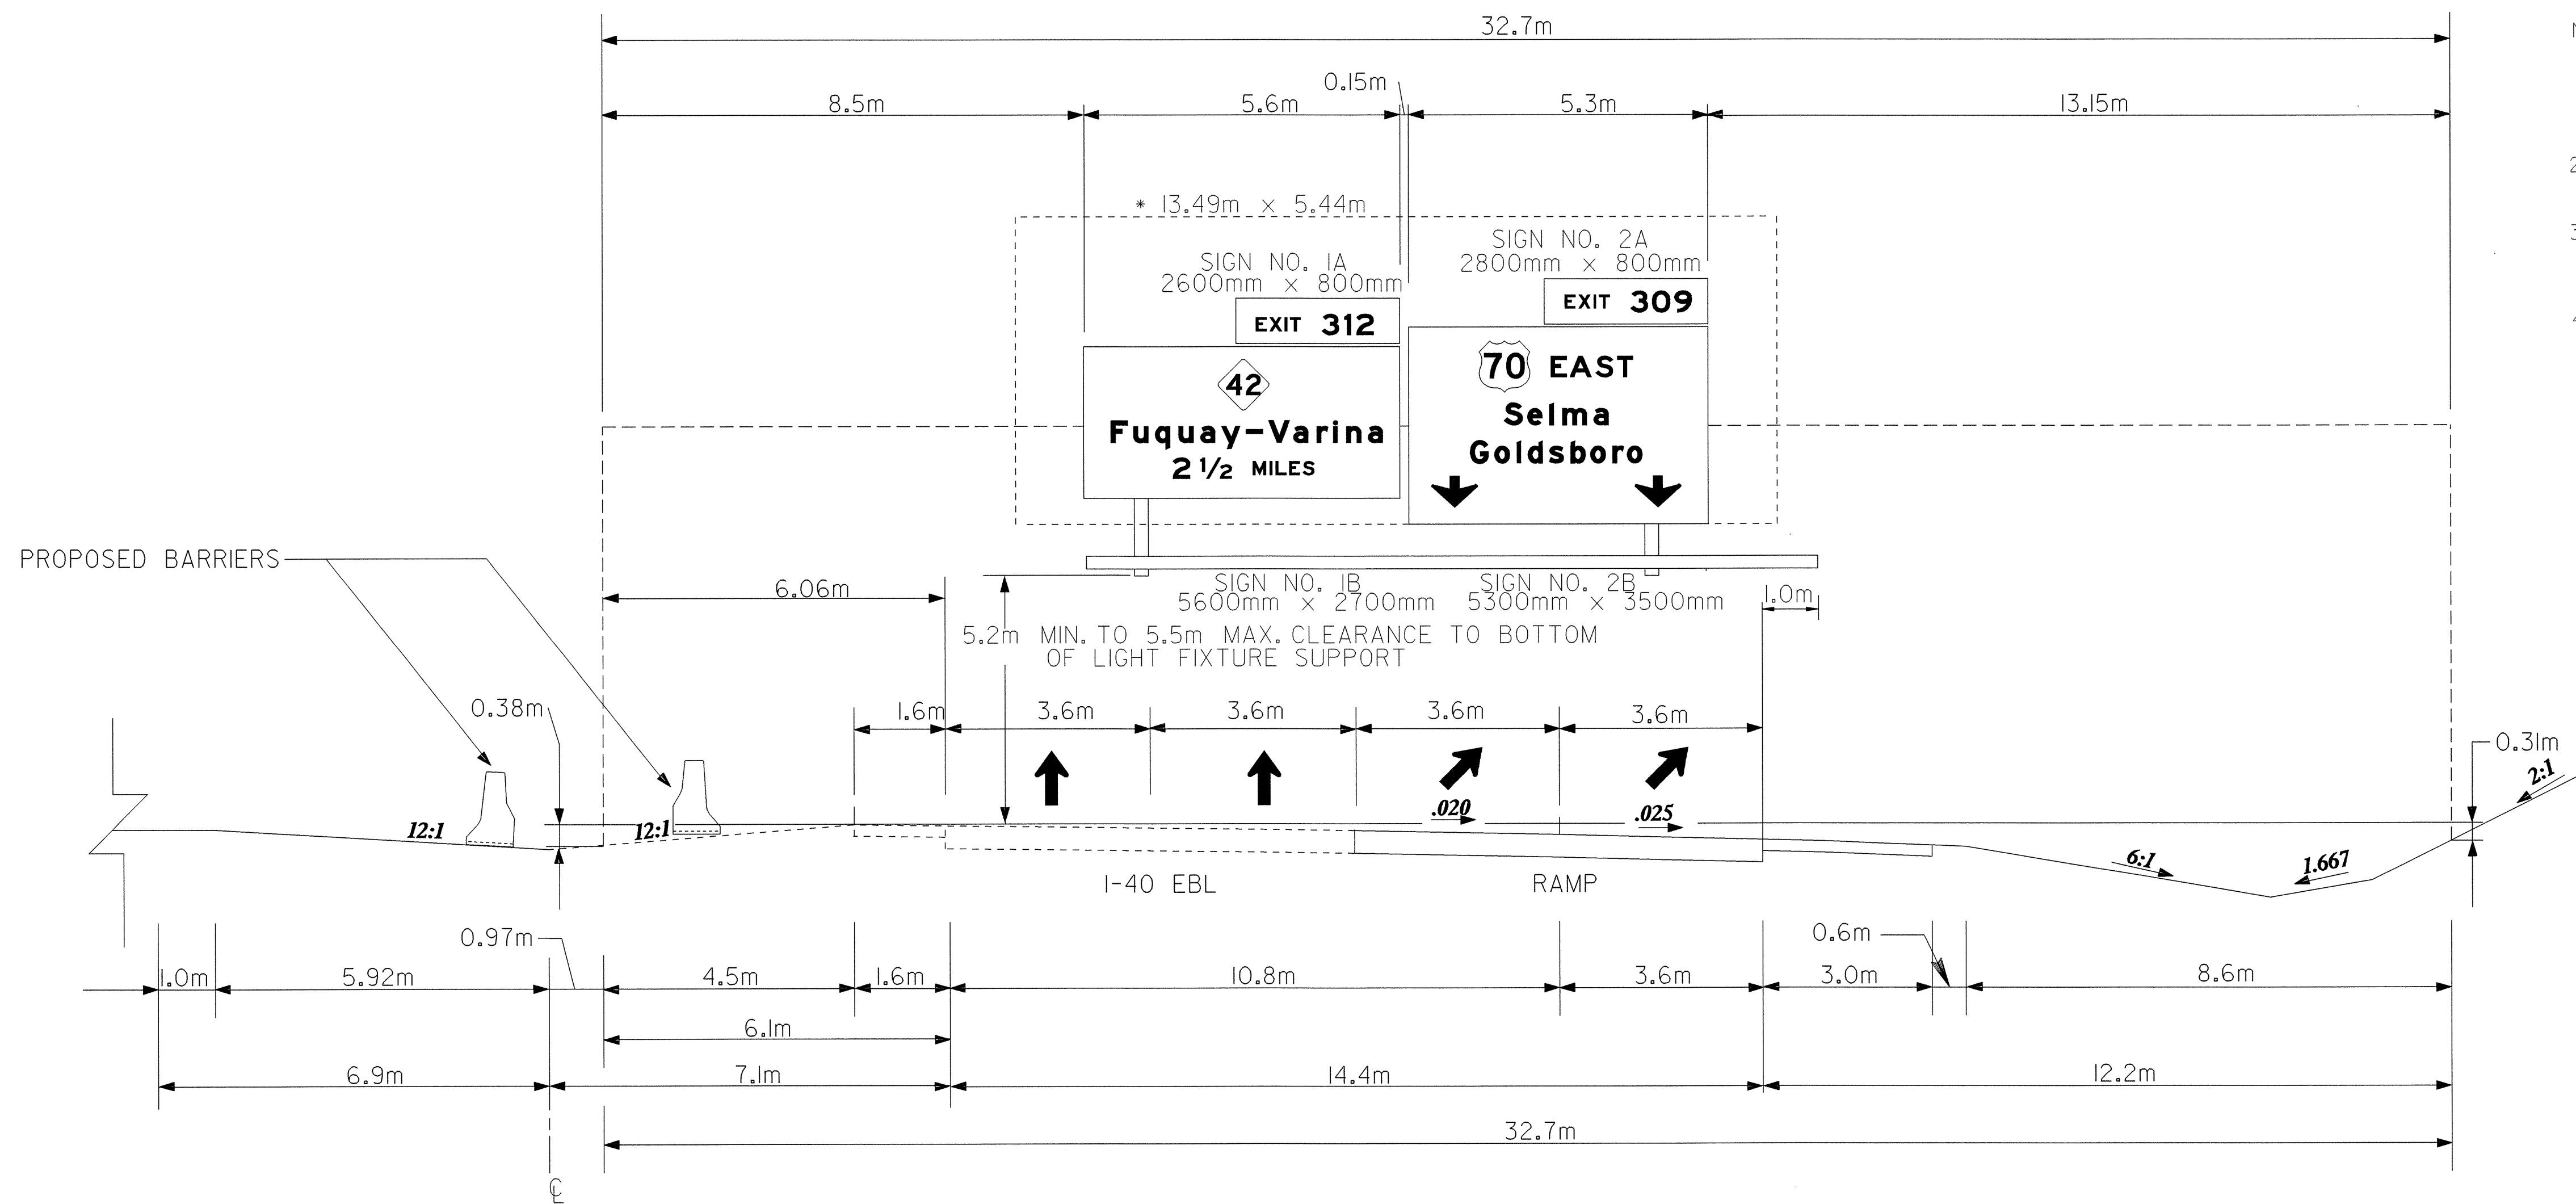 32.7m
8.5m
5.6m
0.15m
5.3m
13.15m
* 13.49m × 5.44m
SIGN NO. 1A
2600mm × 800mm
SIGN NO. 2A
2800mm × 800mm
EXIT 312
EXIT 309
42
Fuquay-Varina
2 1/2 MILES
70 EAST
Selma
Goldsboro
PROPOSED BARRIERS
6.06m
SIGN NO. 1B
5600mm × 2700mm
SIGN NO. 2B
5300mm × 3500mm
1.0m
5.2m MIN. TO 5.5m MAX. CLEARANCE TO BOTTOM
OF LIGHT FIXTURE SUPPORT
0.38m
1.6m
3.6m
3.6m
3.6m
3.6m
0.31m
2:1
12:1
12:1
.020
.025
6:1
1.667
I-40 EBL
RAMP
0.97m
0.6m
1.0m
5.92m
4.5m
1.6m
10.8m
3.6m
3.0m
8.6m
6.1m
6.9m
7.1m
14.4m
12.2m
32.7m
℄
2
3